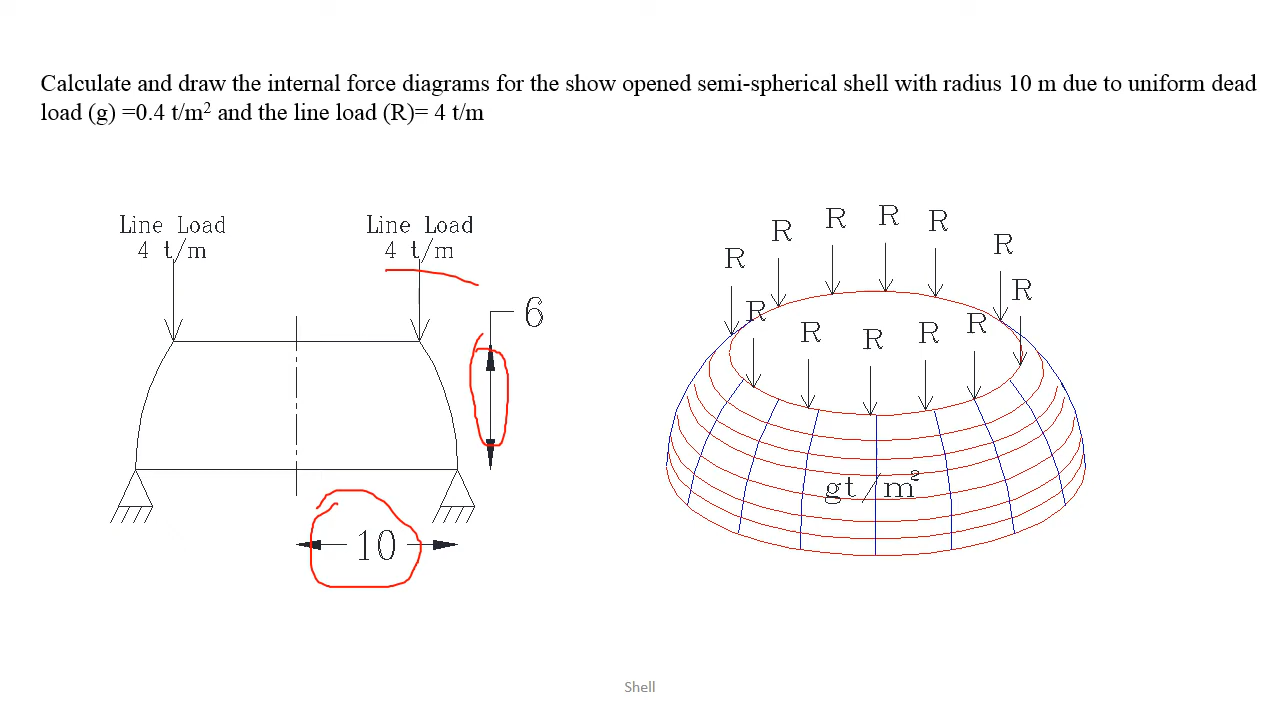 Calculate and draw the internal force diagrams for the show opened semi-spherical shell with radius 10 m due to uniform dead
load (g) =0.4 t/m² and the line load (R)= 4 t/m
Line Load
4 t/m
Line Load
4 t/m
6
10
R
R
R
R
R
R
R
R
R
R
R
R
R
gt/m²
Shell